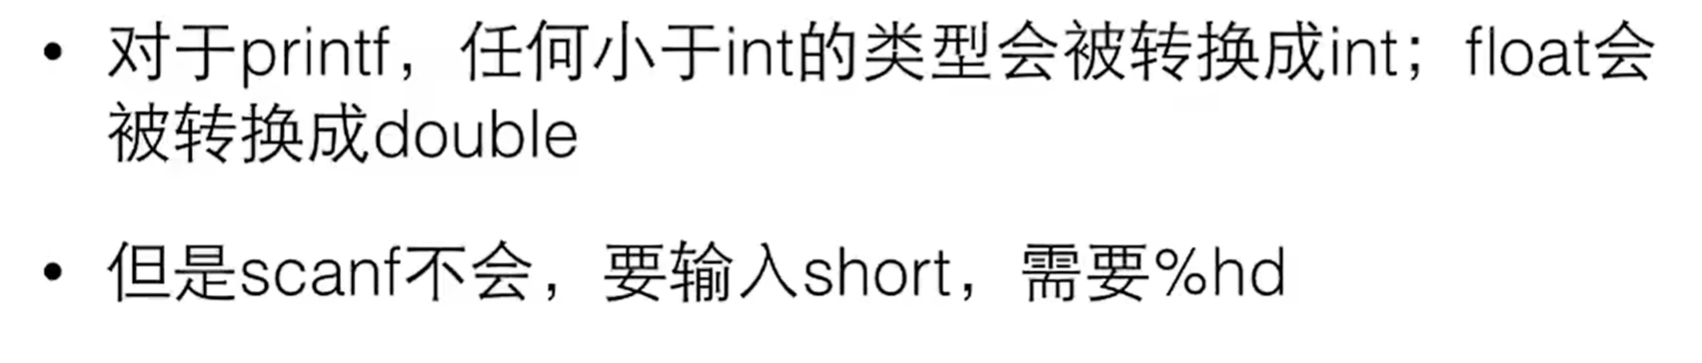 • 对于printf，任何小于int的类型会被转换成int；float会
被转换成double
• 但是scanf不会，要输入short，需要%hd